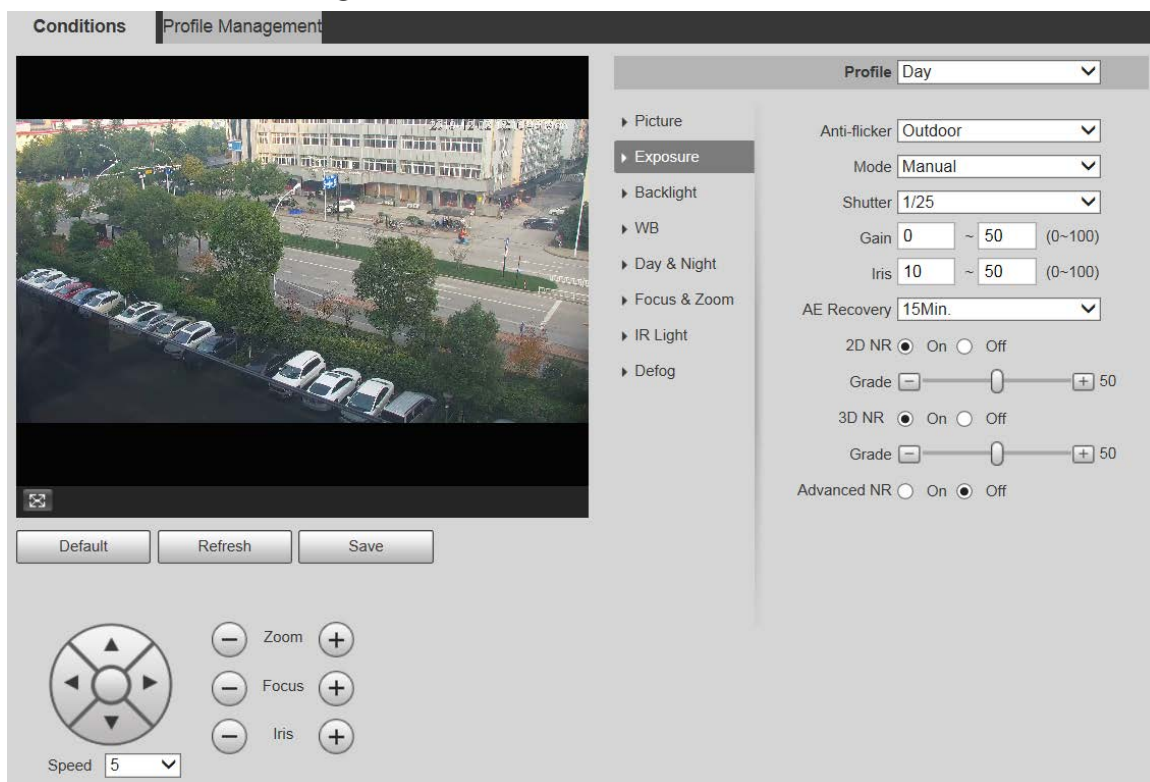 Conditions Profile Management
Profile Day
Picture
Exposure
Backlight
WB
Day & Night
Focus & Zoom
IR Light
Defog
Anti-flicker Outdoor
Mode Manual
Shutter 1/25
Gain 0 ~ 50 (0~100)
Iris 10 ~ 50 (0~100)
AE Recovery 15Min.
2D NR On Off
Grade 50
3D NR On Off
Grade 50
Advanced NR On Off
Default Refresh Save
Zoom
Focus
Iris
Speed 5